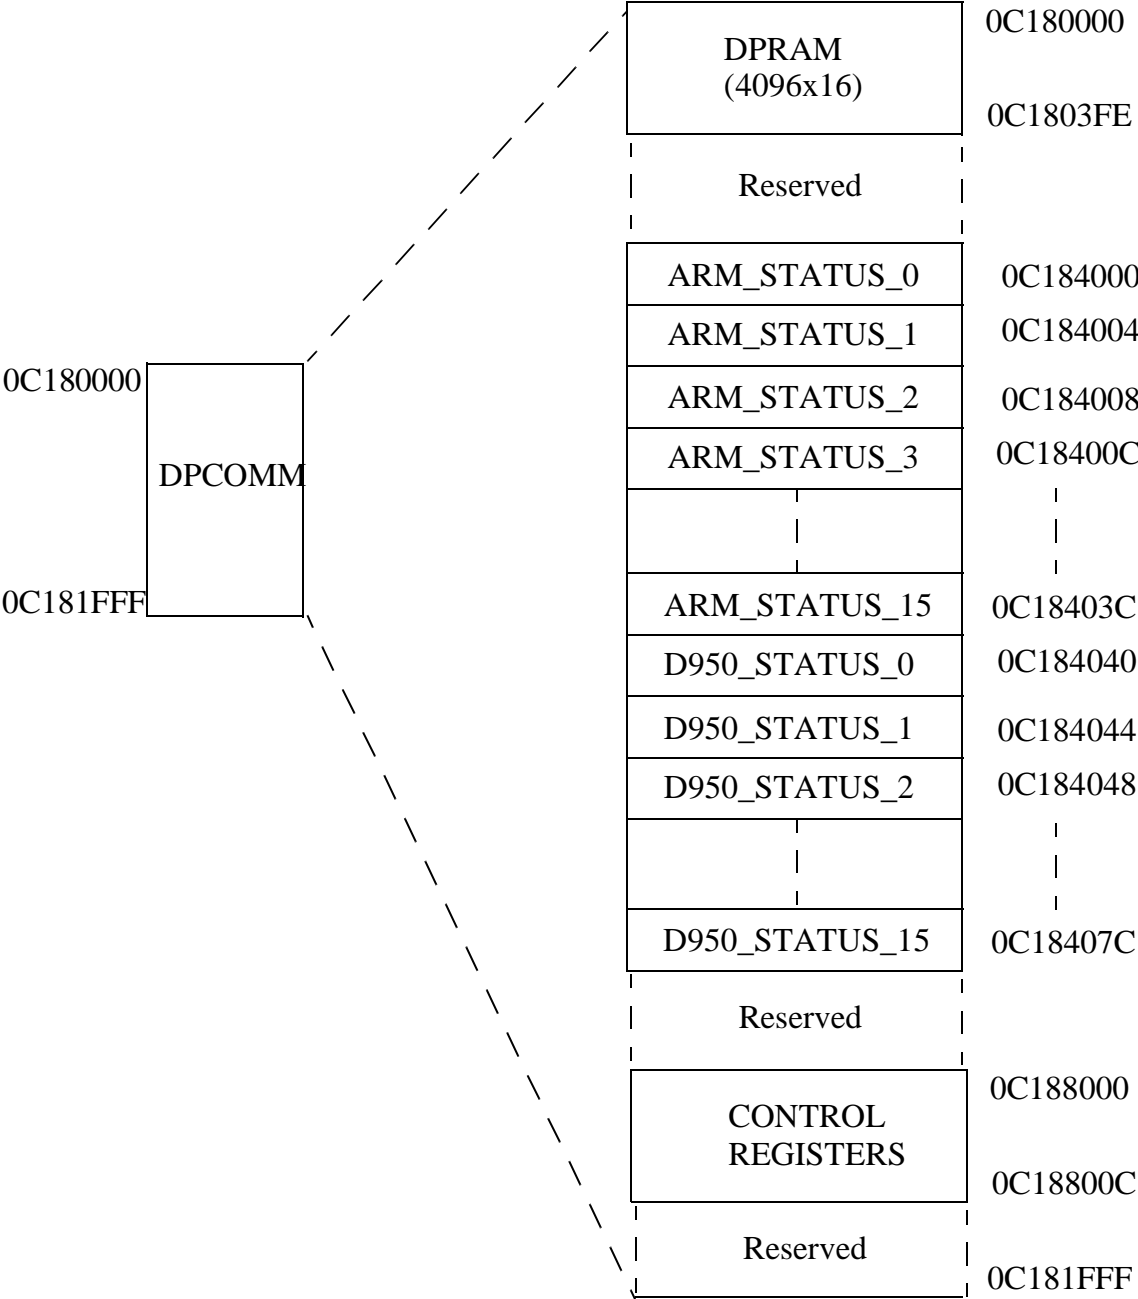 0C180000
DPCOMM
0C181FFF
DPRAM
(4096x16)
0C180000
0C1803FE
Reserved
ARM_STATUS_0 0C184000
ARM_STATUS_1 0C184004
ARM_STATUS_2 0C184008
ARM_STATUS_3 0C18400C
ARM_STATUS_15 0C18403C
D950_STATUS_0 0C184040
D950_STATUS_1 0C184044
D950_STATUS_2 0C184048
D950_STATUS_15 0C18407C
Reserved
CONTROL
REGISTERS
0C188000
0C18800C
Reserved
0C181FFF